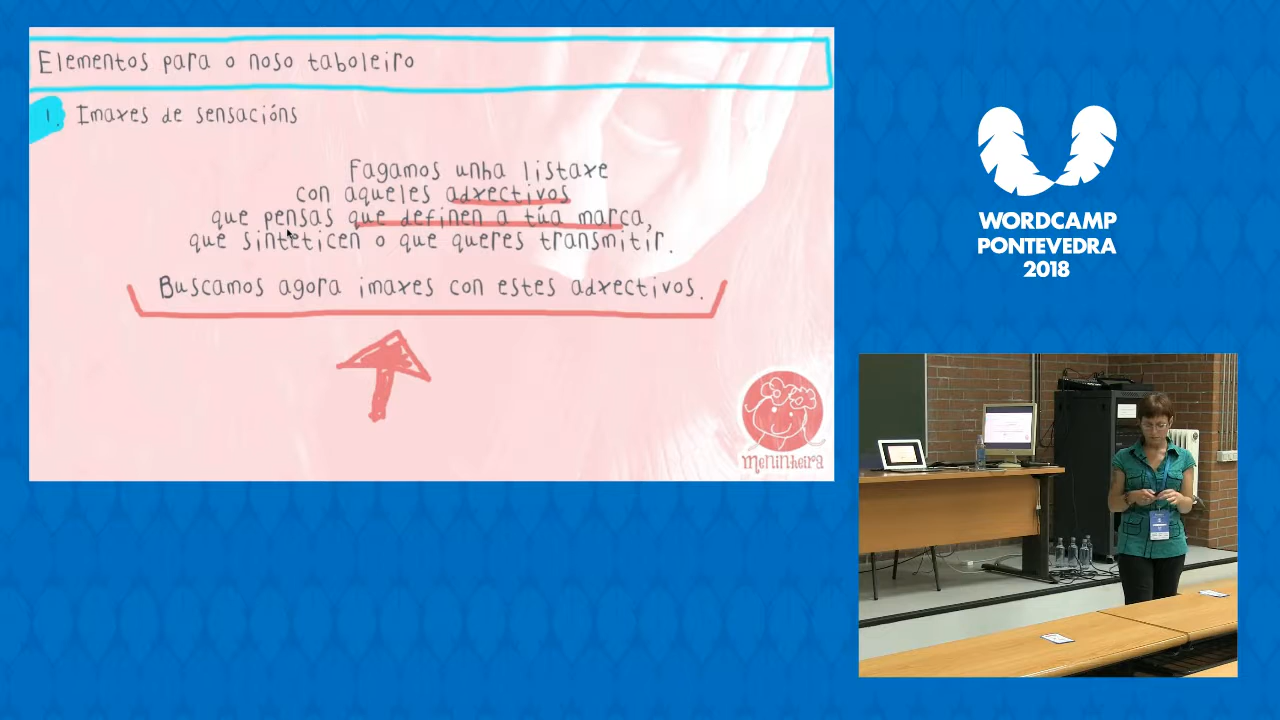 Elementos para o noso taboleiro
1. Imaxes de sensacións
Fagamos unha listaxe
con aqueles adxectivos
que pensas que definen a túa marca,
que sinteticen o que queres transmitir.
Buscamos agora imaxes con estes adxectivos.
meninheira
WORDCAMP
PONTEVEDRA
2018